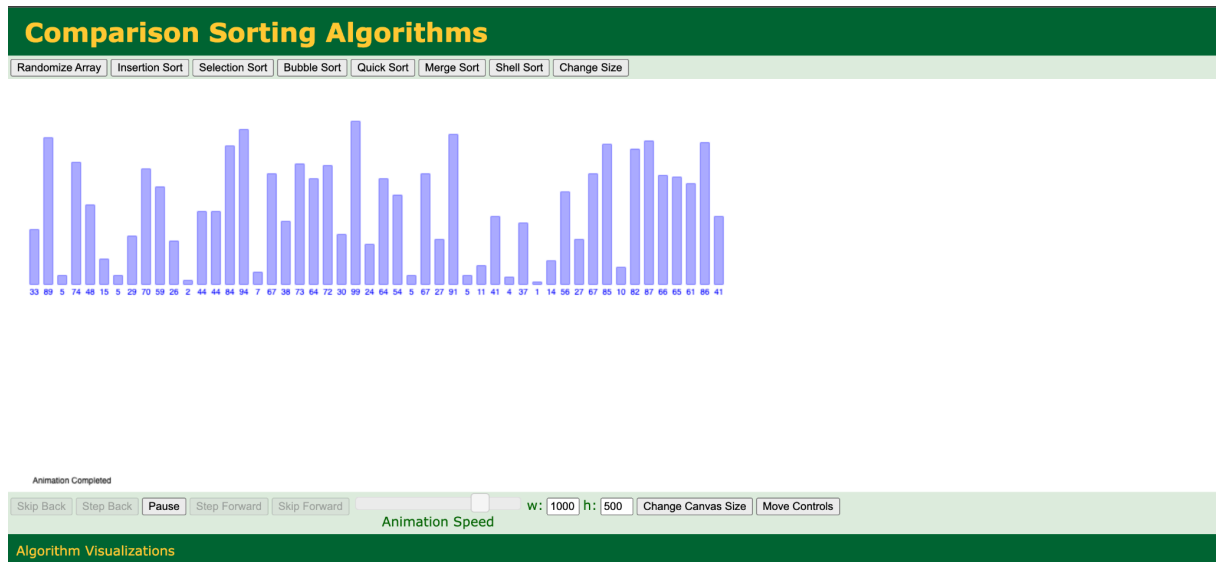 Comparison Sorting Algorithms
Randomize Array Insertion Sort Selection Sort Bubble Sort Quick Sort Merge Sort Shell Sort Change Size
33 89 5 74 48 15 5 29 70 59 26 2 44 44 84 94 7 67 38 73 64 72 30 99 24 64 54 5 67 27 91 5 11 41 4 37 1 14 56 27 67 85 10 82 87 66 65 61 86 41
Animation Completed
Skip Back Step Back Pause Step Forward Skip Forward w: 1000 h: 500 Change Canvas Size Move Controls
Animation Speed
Algorithm Visualizations